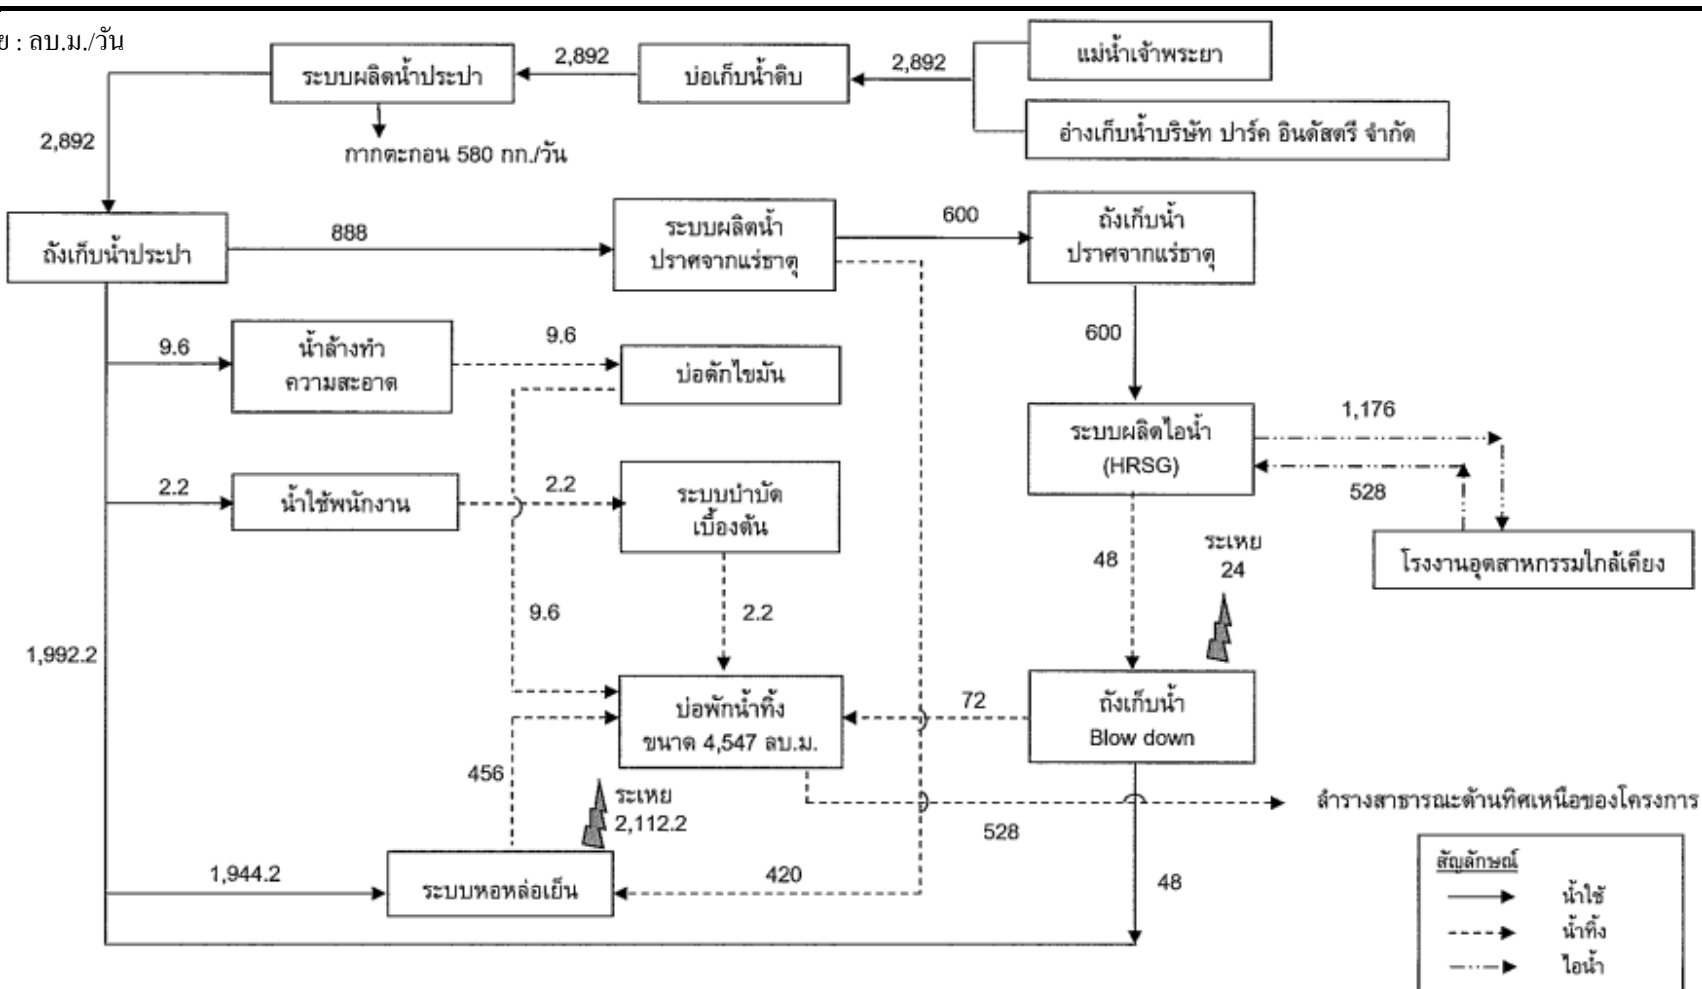 ย : ลบ.ม./วัน
แม่น้ำเจ้าพระยา
2,892
บ่อเก็บน้ำดิบ
2,892
ระบบผลิตน้ำประปา
อ่างเก็บน้ำบริษัท ปาร์ค อินดัสตรี จำกัด
2,892
กากตะกอน 580 กก./วัน
ถังเก็บน้ำประปา
888
ระบบผลิตน้ำ
ปราศจากแร่ธาตุ
600
ถังเก็บน้ำ
ปราศจากแร่ธาตุ
600
9.6
น้ำล้างทำ
ความสะอาด
9.6
บ่อดักไขมัน
ระบบผลิตไอน้ำ
(HRSG)
1,176
528
2.2
น้ำใช้พนักงาน
2.2
ระบบบำบัด
เบื้องต้น
โรงงานอุตสาหกรรมใกล้เคียง
48
ระเหย
24
9.6
2.2
1,992.2
บ่อพักน้ำทิ้ง
ขนาด 4,547 ลบ.ม.
72
ถังเก็บน้ำ
Blow down
456
ระเหย
2,112.2
528
ลำรางสาธารณะด้านทิศเหนือของโครงการ
1,944.2
ระบบหอหล่อเย็น
420
48
สัญลักษณ์
น้ำใช้
น้ำทิ้ง
ไอน้ำ